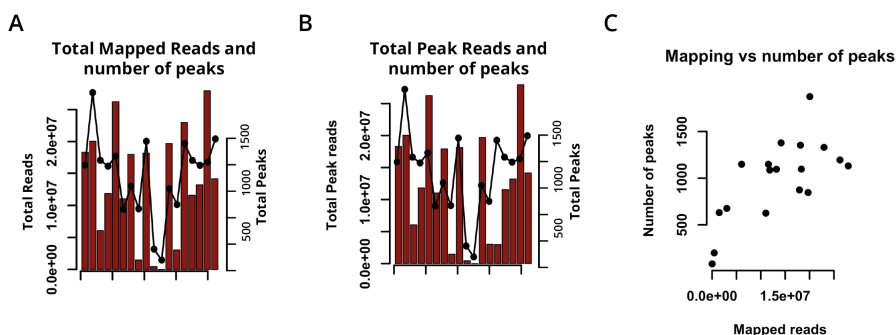 A
Total Mapped Reads and
number of peaks
Total Reads
0.0e+00 1.0e+07 2.0e+07
500 1000 1500
Total Peaks
B
Total Peak Reads and
number of peaks
Total Peak reads
0.0e+00 1.0e+07 2.0e+07
500 1000 1500
Total Peaks
C
Mapping vs number of peaks
Number of peaks
500 1000 1500
0.0e+00 1.5e+07
Mapped reads